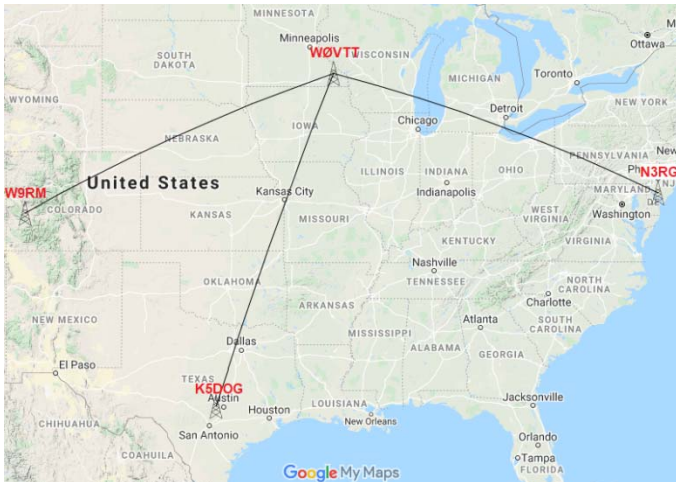 MINNESOTA
Minneapolis
WØVTT
WISCONSIN
Ottawa
SOUTH
DAKOTA
MICHIGAN
Toronto
WYOMING
Detroit
NEW YORK
Chicago
IOWA
NEBRASKA
PENNSYLVANIA
United States
ILLINOIS
INDIANA
OHIO
N3RG
W9RM
Indianapolis
MARYLAND
Kansas City
COLORADO
Washington
KANSAS
MISSOURI
WEST
VIRGINIA
VIRGINIA
KENTUCKY
Nashville
TENNESSEE
NORTH
CAROLINA
OKLAHOMA
Charlotte
ARKANSAS
NEW MEXICO
SOUTH
CAROLINA
Atlanta
MISSISSIPPI
Dallas
ALABAMA
GEORGIA
El Paso
TEXAS
K5DOG
Austin
LOUISIANA
Jacksonville
Houston
New Orleans
CHIHUAHUA
San Antonio
Orlando
COAHUILA
Tampa
FLORIDA
Google My Maps